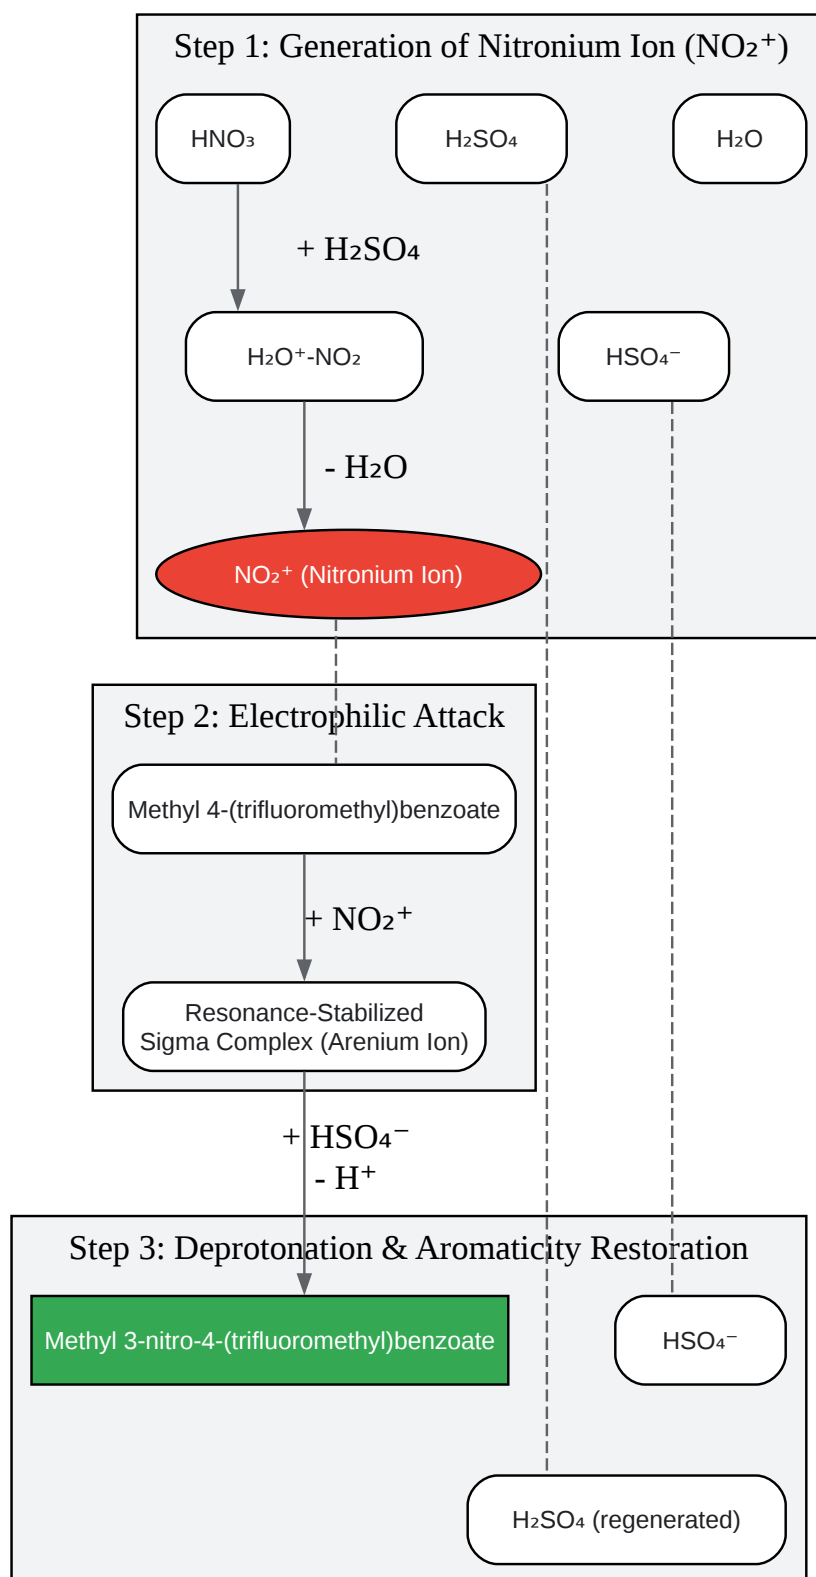 Step 1: Generation of Nitronium Ion (NO₂⁺)
HNO₃
H₂SO₄
H₂O
+ H₂SO₄
H₂O⁺-NO₂
HSO₄⁻
- H₂O
NO₂⁺ (Nitronium Ion)
Step 2: Electrophilic Attack
Methyl 4-(trifluoromethyl)benzoate
+ NO₂⁺
Resonance-Stabilized
Sigma Complex (Arenium Ion)
+ HSO₄⁻
- H⁺
Step 3: Deprotonation & Aromaticity Restoration
Methyl 3-nitro-4-(trifluoromethyl)benzoate
HSO₄⁻
H₂SO₄ (regenerated)